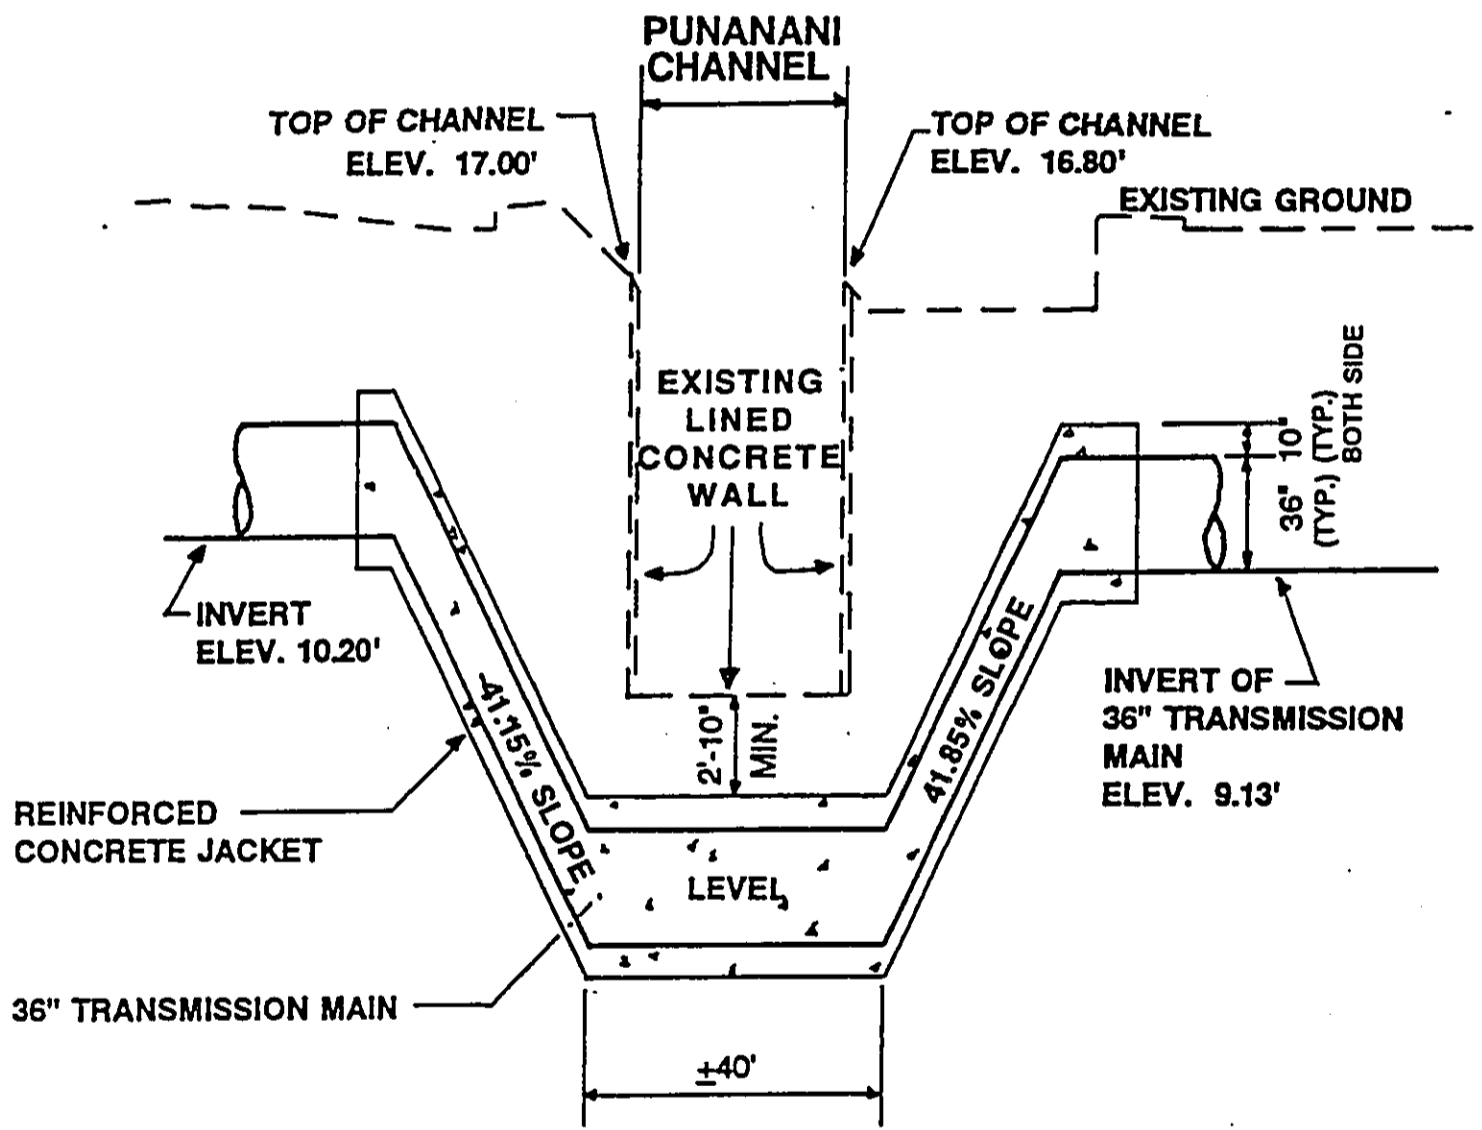 PUNANANI
CHANNEL
TOP OF CHANNEL
ELEV. 17.00'
TOP OF CHANNEL
ELEV. 16.80'
EXISTING GROUND
EXISTING
LINED
CONCRETE
WALL
10"
(TYP.)
BOTH SIDE
36"
(TYP.)
INVERT
ELEV. 10.20'
-41.15% SLOPE
2'-10"
MIN.
41.85% SLOPE
INVERT OF
36" TRANSMISSION
MAIN
ELEV. 9.13'
REINFORCED
CONCRETE JACKET
LEVEL
36" TRANSMISSION MAIN
±40'